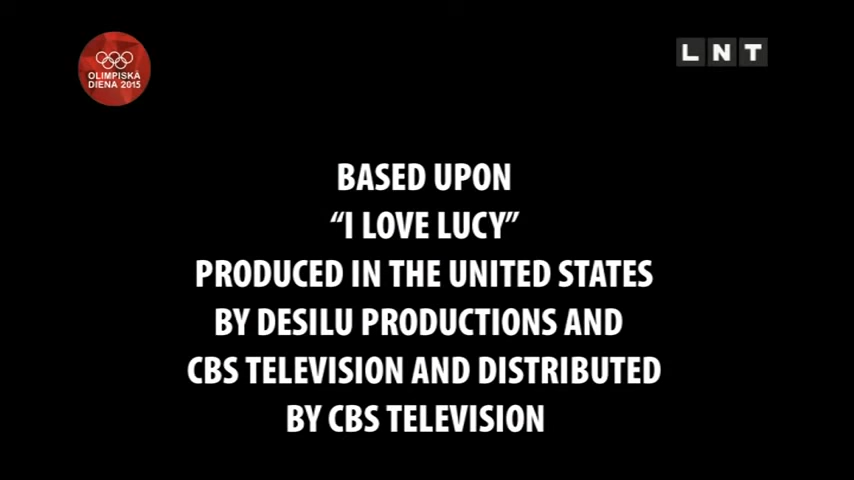 OLIMPISKĀ
DIENA 2015
LNT
BASED UPON
“I LOVE LUCY”
PRODUCED IN THE UNITED STATES
BY DESILU PRODUCTIONS AND
CBS TELEVISION AND DISTRIBUTED
BY CBS TELEVISION